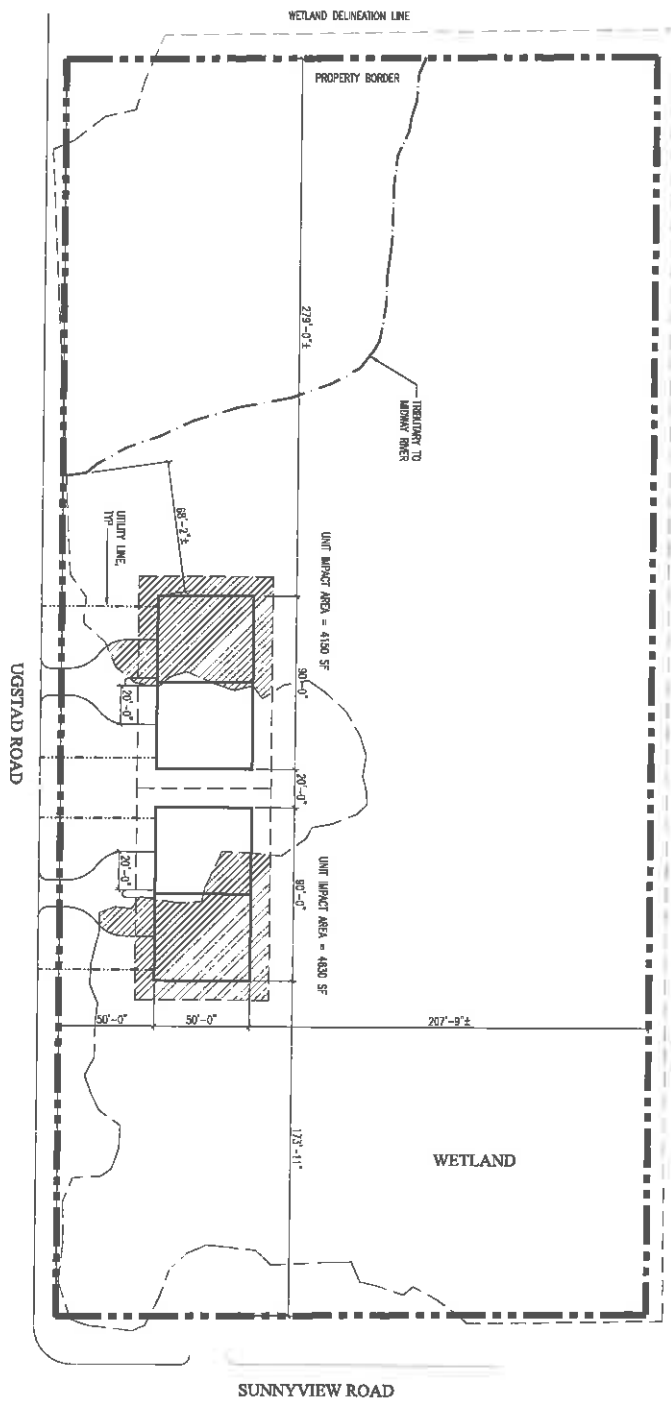 WETLAND DELINEATION LINE
PROPERTY BORDER
279'-0"±
TRIBUTARY TO
MIDWAY RIVER
68'-2"±
UTILITY LINE,
TYP
UNIT IMPACT AREA = 4150 SF
90'-0"
20'-0"
20'-0"
UGSTAD ROAD
UNIT IMPACT AREA = 4630 SF
90'-0"
20'-0"
50'-0"
50'-0"
207'-9"±
173'-11"
WETLAND
SUNNYVIEW ROAD